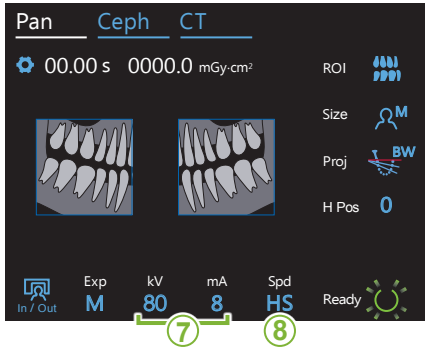 Pan Ceph CT
00.00 s 0000.0 mGy·cm²
ROI
Size M
Proj BW
H Pos 0
In / Out
Exp kV mA Spd
M 80 8 HS
Ready
7 8